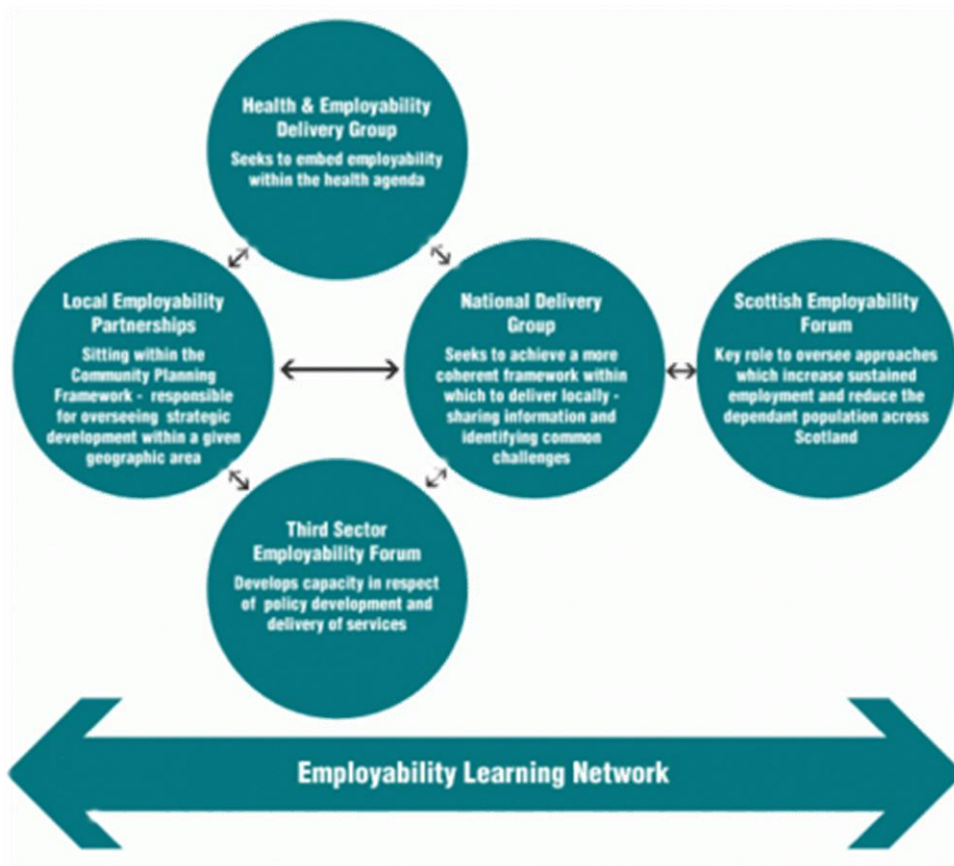 Health & Employability
Delivery Group
Seeks to embed employability
within the health agenda
Local Employability
Partnerships
Sitting within the
Community Planning
Framework - responsible
for overseeing strategic
development within a given
geographic area
National Delivery
Group
Seeks to achieve a more
coherent framework within
which to deliver locally -
sharing information and
identifying common
challenges
Scottish Employability
Forum
Key role to oversee approaches
which increase sustained
employment and reduce the
dependant population across
Scotland
Third Sector
Employability Forum
Develops capacity in respect
of policy development and
delivery of services
Employability Learning Network